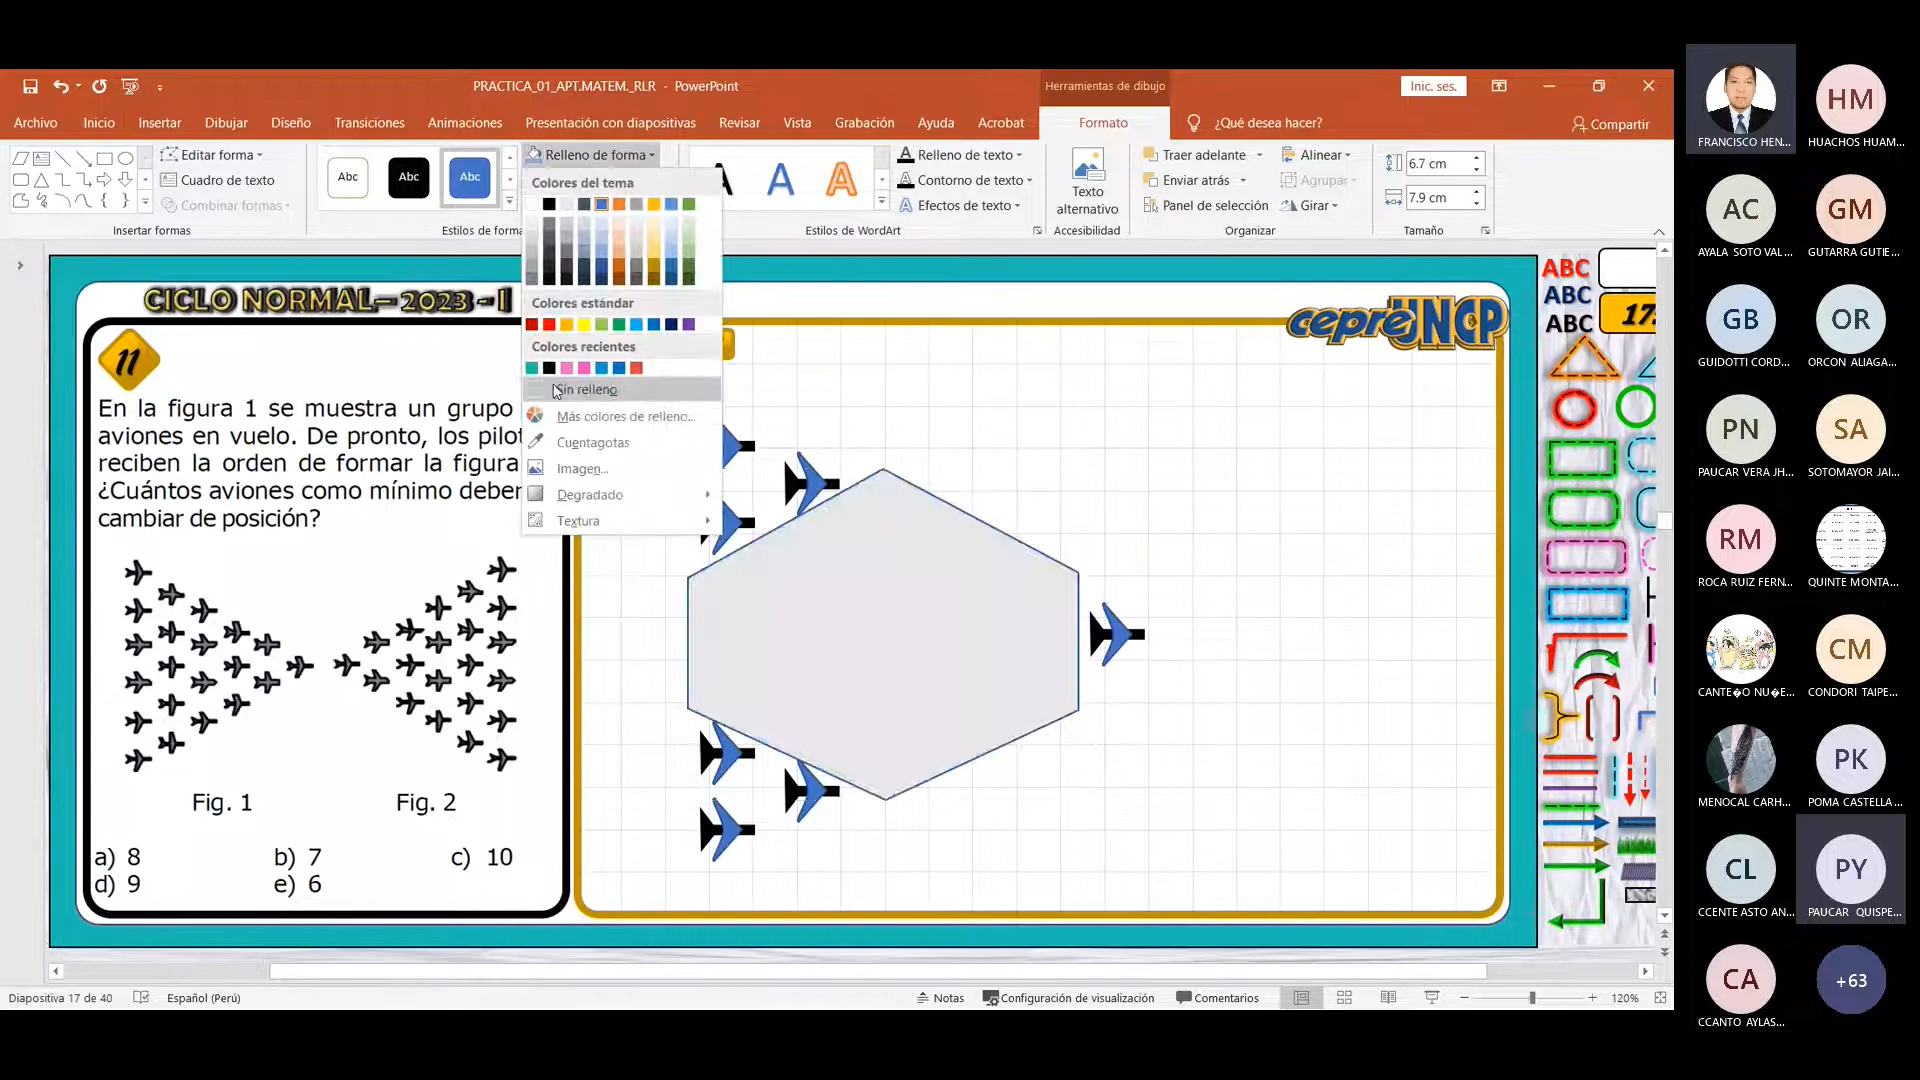 PRACTICA_01_APT.MATEM._RLR - PowerPoint
Herramientas de dibujo
Inic. ses.
Archivo Inicio Insertar Dibujar Diseño Transiciones Animaciones Presentación con diapositivas Revisar Vista Grabación Ayuda Acrobat Formato ¿Qué desea hacer? Compartir
Editar forma
Cuadro de texto
Combinar formas
Insertar formas
Abc Abc Abc
Estilos de forma
Relleno de forma
Colores del tema
Colores estándar
Colores recientes
Sin relleno
Más colores de relleno...
Cuentagotas
Imagen...
Degradado
Textura
A A
Relleno de texto
Contorno de texto
Efectos de texto
Estilos de WordArt
Texto
alternativo
Accesibilidad
Traer adelante
Enviar atrás
Panel de selección
Alinear
Agrupar
Girar
Organizar
6.7 cm
7.9 cm
Tamaño
CICLO NORMAL– 2023 - I
cepreUNCP
ABC
ABC
ABC
17
11
En la figura 1 se muestra un grupo
aviones en vuelo. De pronto, los
reciben la orden de formar la figura
¿Cuántos aviones como mínimo
cambiar de posición?
Fig. 1 Fig. 2
a) 8 b) 7 c) 10
d) 9 e) 6
Diapositiva 17 de 40 Español (Perú) Notas Configuración de visualización Comentarios 120%
FRANCISCO HEN...
HM
HUACHOS HUAM...
AC
AYALA SOTO VAL...
GM
GUTARRA GUTIE...
GB
GUIDOTTI CORD...
OR
ORCON ALIAGA...
PN
PAUCAR VERA JH...
SA
SOTOMAYOR JAI...
RM
ROCA RUIZ FERN...
QUINTE MONTA...
CANTE�O NU�E...
CM
CONDORI TAIPE...
MENOCAL CARH...
PK
POMA CASTELLA...
CL
CCENTE ASTO AN...
PY
PAUCAR QUISPE...
CA
CCANTO AYLAS...
+63